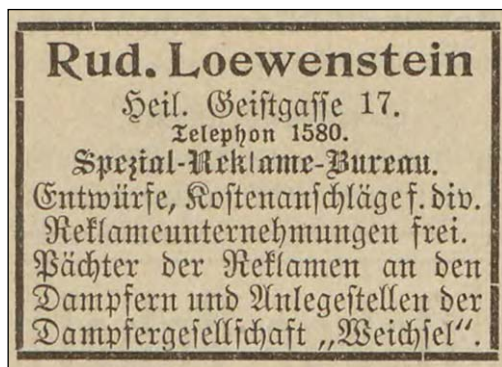 Rud. Loewenstein
Heil. Geistgasse 17.
Telephon 1580.
Spezial-Reklame-Bureau.
Entwürfe, Kostenanschläge f. div.
Reklameunternehmungen frei.
Pächter der Reklamen an den
Dampfern und Anlegestellen der
Dampfergesellschaft „Weichsel“.